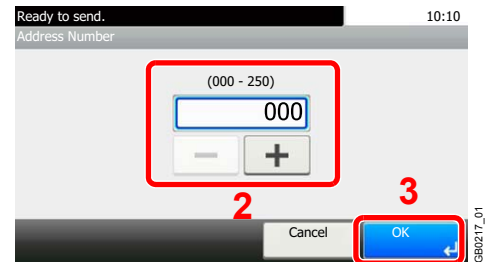 Ready to send. 10:10
Address Number
(000 - 250)
000
− +
2
3
Cancel OK
GB0217_01